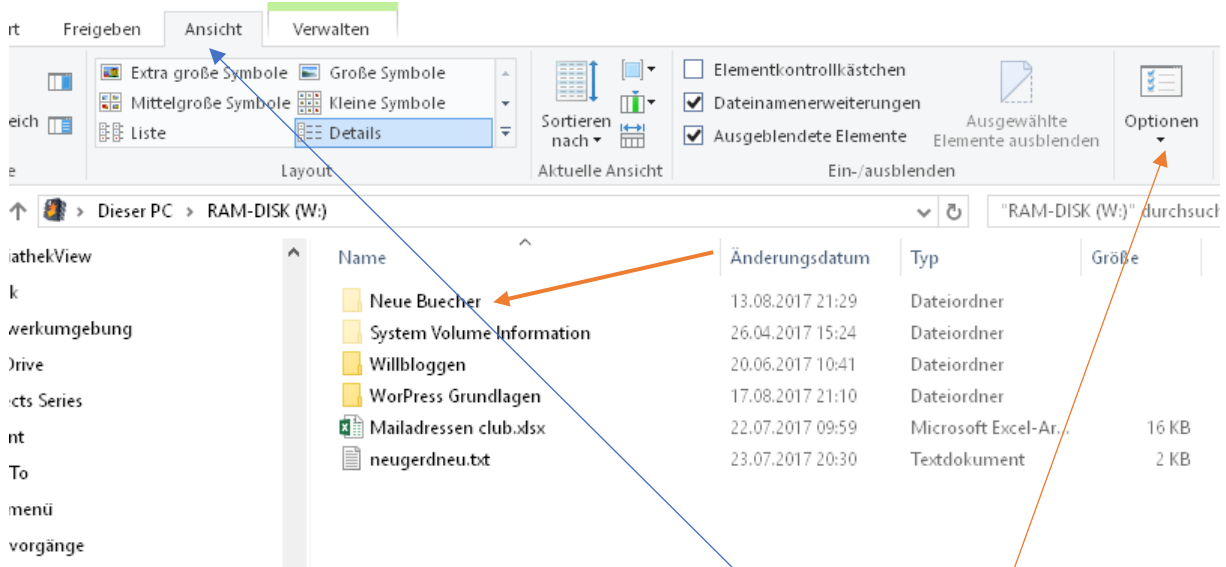 rt Freigeben Ansicht Verwalten
Extra große Symbole Große Symbole
Mittelgroße Symbole Kleine Symbole
eich Liste Details
Sortieren
nach
Elementkontrollkästchen
Dateinamenerweiterungen
Ausgeblendete Elemente
Ausgewählte
Elemente ausblenden
Optionen
e Layout Aktuelle Ansicht Ein-/ausblenden
Dieser PC > RAM-DISK (W:) "RAM-DISK (W:)" durchsuch
iathekView
k
werkumgebung
Drive
cts Series
nt
To
menü
vorgänge
Name Änderungsdatum Typ Größe
Neue Buecher 13.08.2017 21:29 Dateiordner
System Volume Information 26.04.2017 15:24 Dateiordner
Willbloggen 20.06.2017 10:41 Dateiordner
WorPress Grundlagen 17.08.2017 21:10 Dateiordner
Mailadressen club.xlsx 22.07.2017 09:59 Microsoft Excel-Ar... 16 KB
neugerdneu.txt 23.07.2017 20:30 Textdokument 2 KB